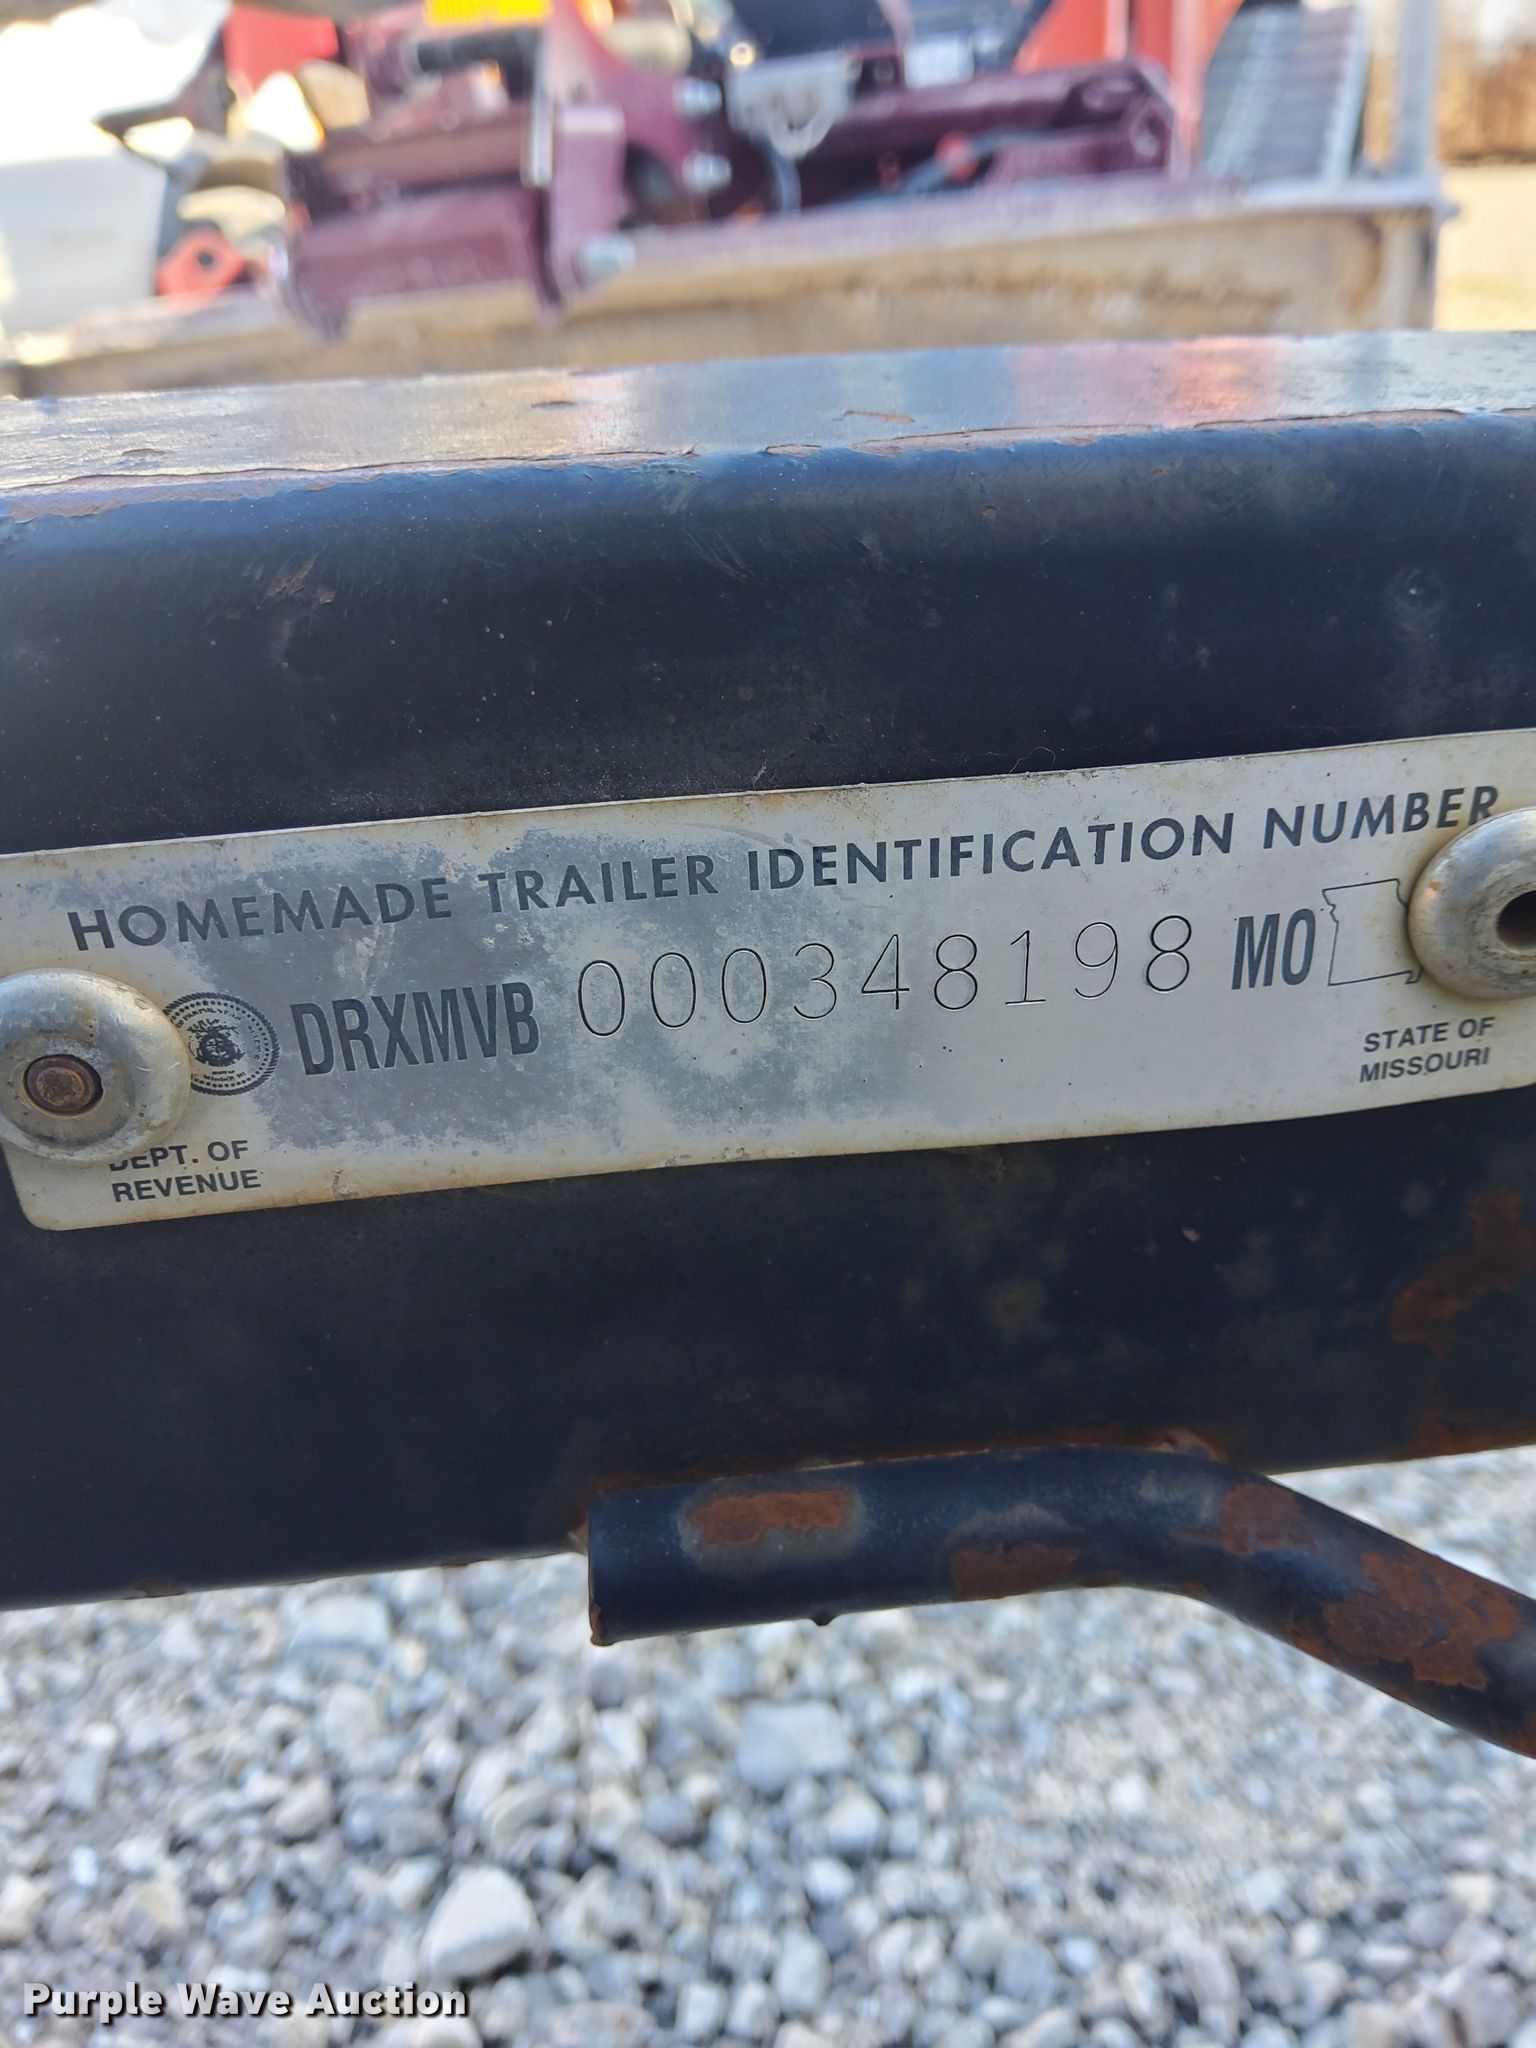 HOMEMADE TRAILER IDENTIFICATION NUMBER
DRXMVB 000348198 MO
STATE OF
MISSOURI
DEPT. OF
REVENUE
Purple Wave Auction